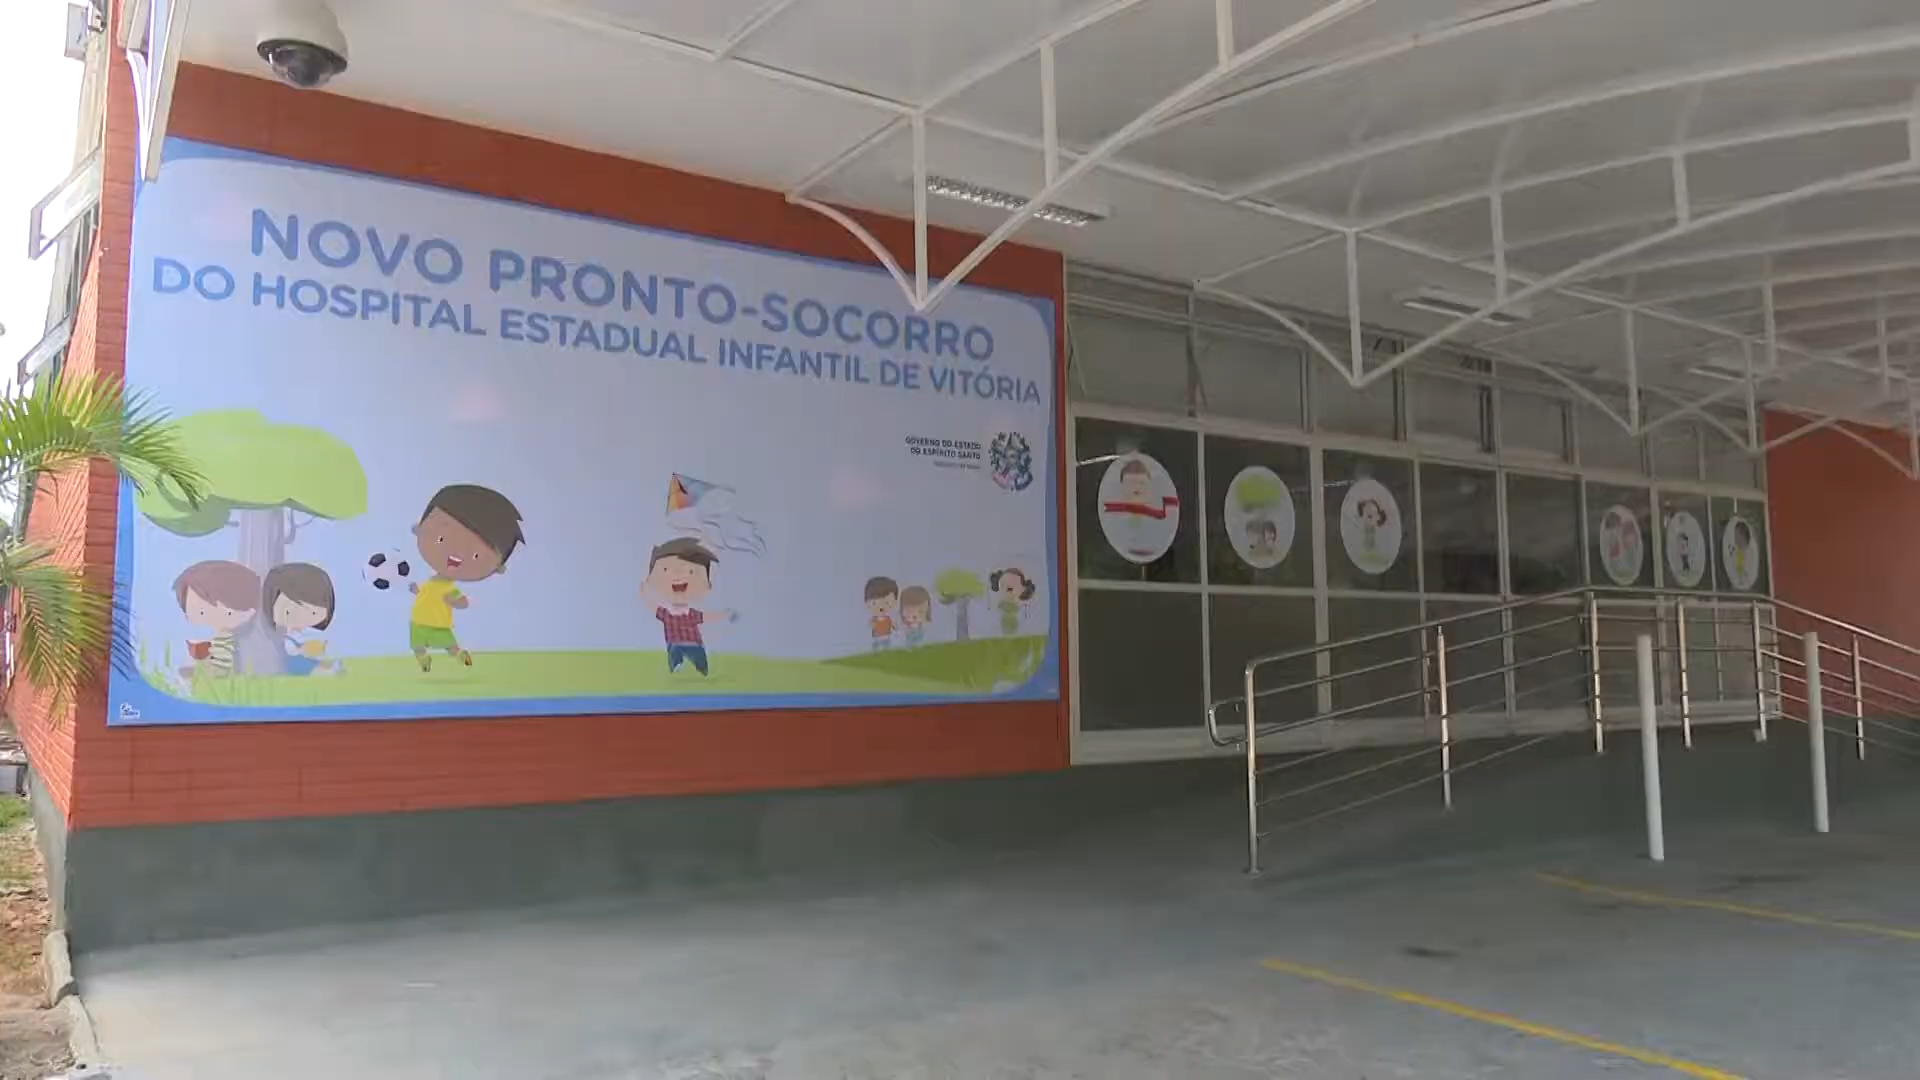 NOVO PRONTO-SOCORRO
DO HOSPITAL ESTADUAL INFANTIL DE VITÓRIA
GOVERNO DO ESTADO
DO ESPÍRITO SANTO